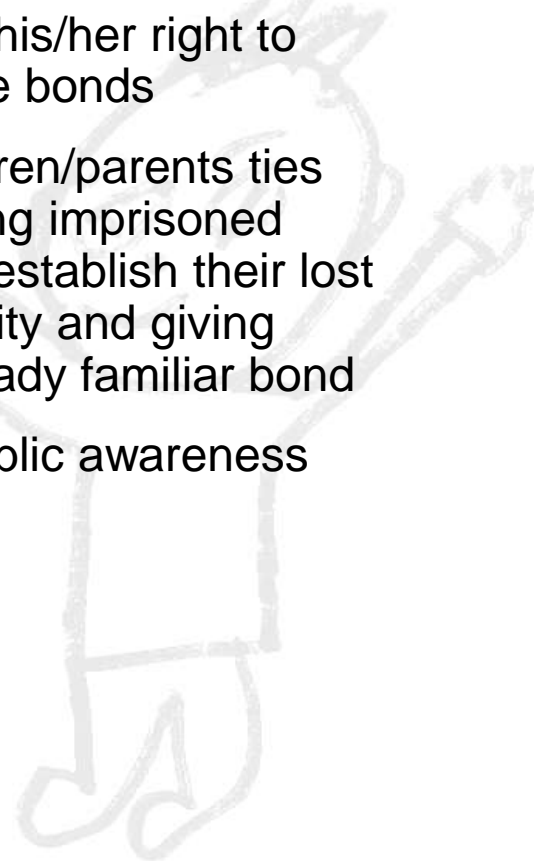 his/her right to
e bonds
ren/parents ties
ng imprisoned
establish their lost
ity and giving
ady familiar bond
blic awareness